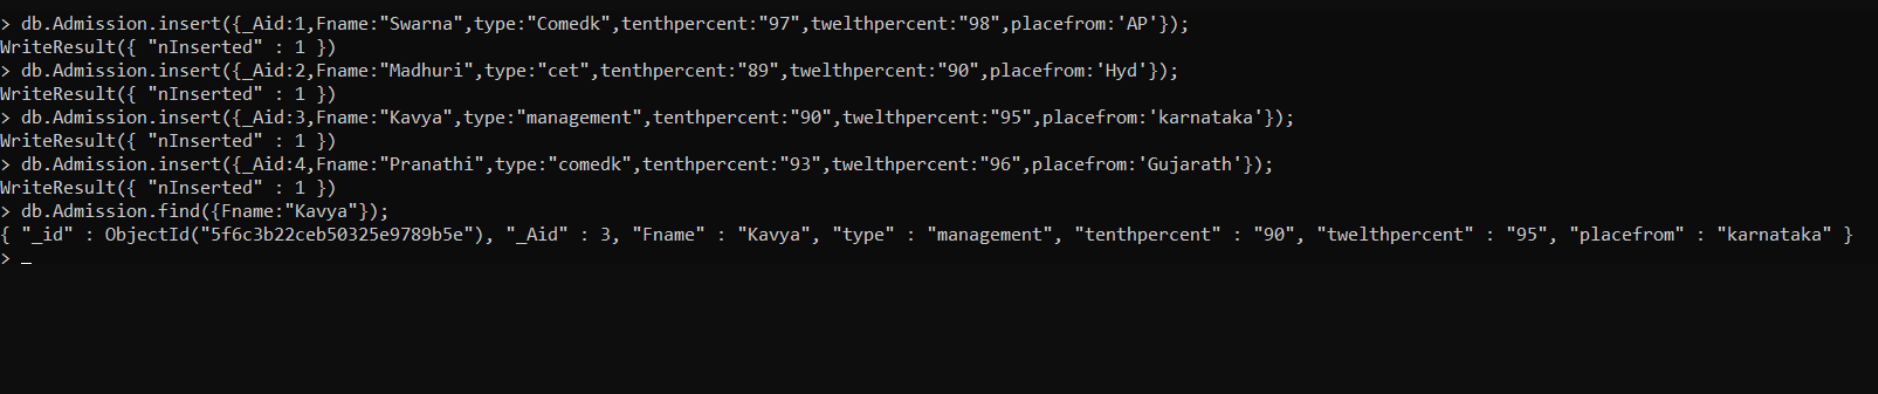 > db.Admission.insert({_Aid:1,Fname:"Swarna",type:"Comedk",tenthpercent:"97",twelthpercent:"98",placefrom:'AP'});
WriteResult({ "nInserted" : 1 })
> db.Admission.insert({_Aid:2,Fname:"Madhuri",type:"cet",tenthpercent:"89",twelthpercent:"90",placefrom:'Hyd'});
WriteResult({ "nInserted" : 1 })
> db.Admission.insert({_Aid:3,Fname:"Kavya",type:"management",tenthpercent:"90",twelthpercent:"95",placefrom:'karnataka'});
WriteResult({ "nInserted" : 1 })
> db.Admission.insert({_Aid:4,Fname:"Pranathi",type:"comedk",tenthpercent:"93",twelthpercent:"96",placefrom:'Gujarath'});
WriteResult({ "nInserted" : 1 })
> db.Admission.find({Fname:"Kavya"});
{ "_id" : ObjectId("5f6c3b22ceb50325e9789b5e"), "_Aid" : 3, "Fname" : "Kavya", "type" : "management", "tenthpercent" : "90", "twelthpercent" : "95", "placefrom" : "karnataka" }
> _